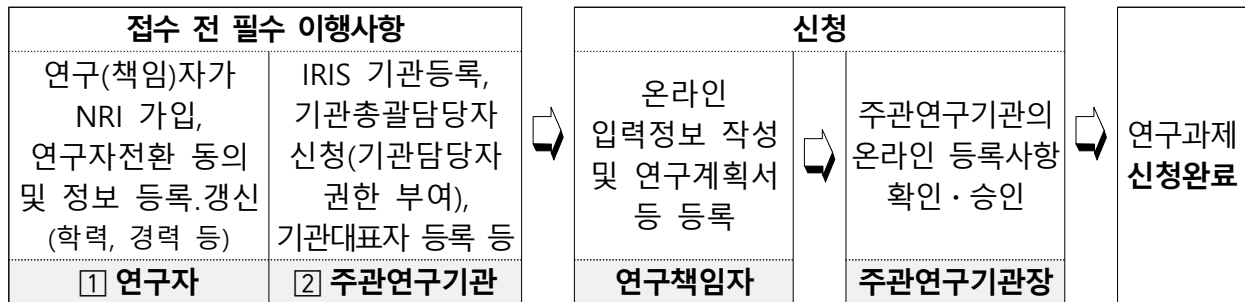 접수 전 필수 이행사항
연구(책임)자가
NRI 가입,
연구자전환 동의
및 정보 등록.갱신
(학력, 경력 등)
1 연구자
IRIS 기관등록,
기관총괄담당자
신청(기관담당자
권한 부여),
기관대표자 등록 등
2 주관연구기관
신청
온라인
입력정보 작성
및 연구계획서
등 등록
연구책임자
주관연구기관의
온라인 등록사항
확인·승인
주관연구기관장
연구과제
신청완료